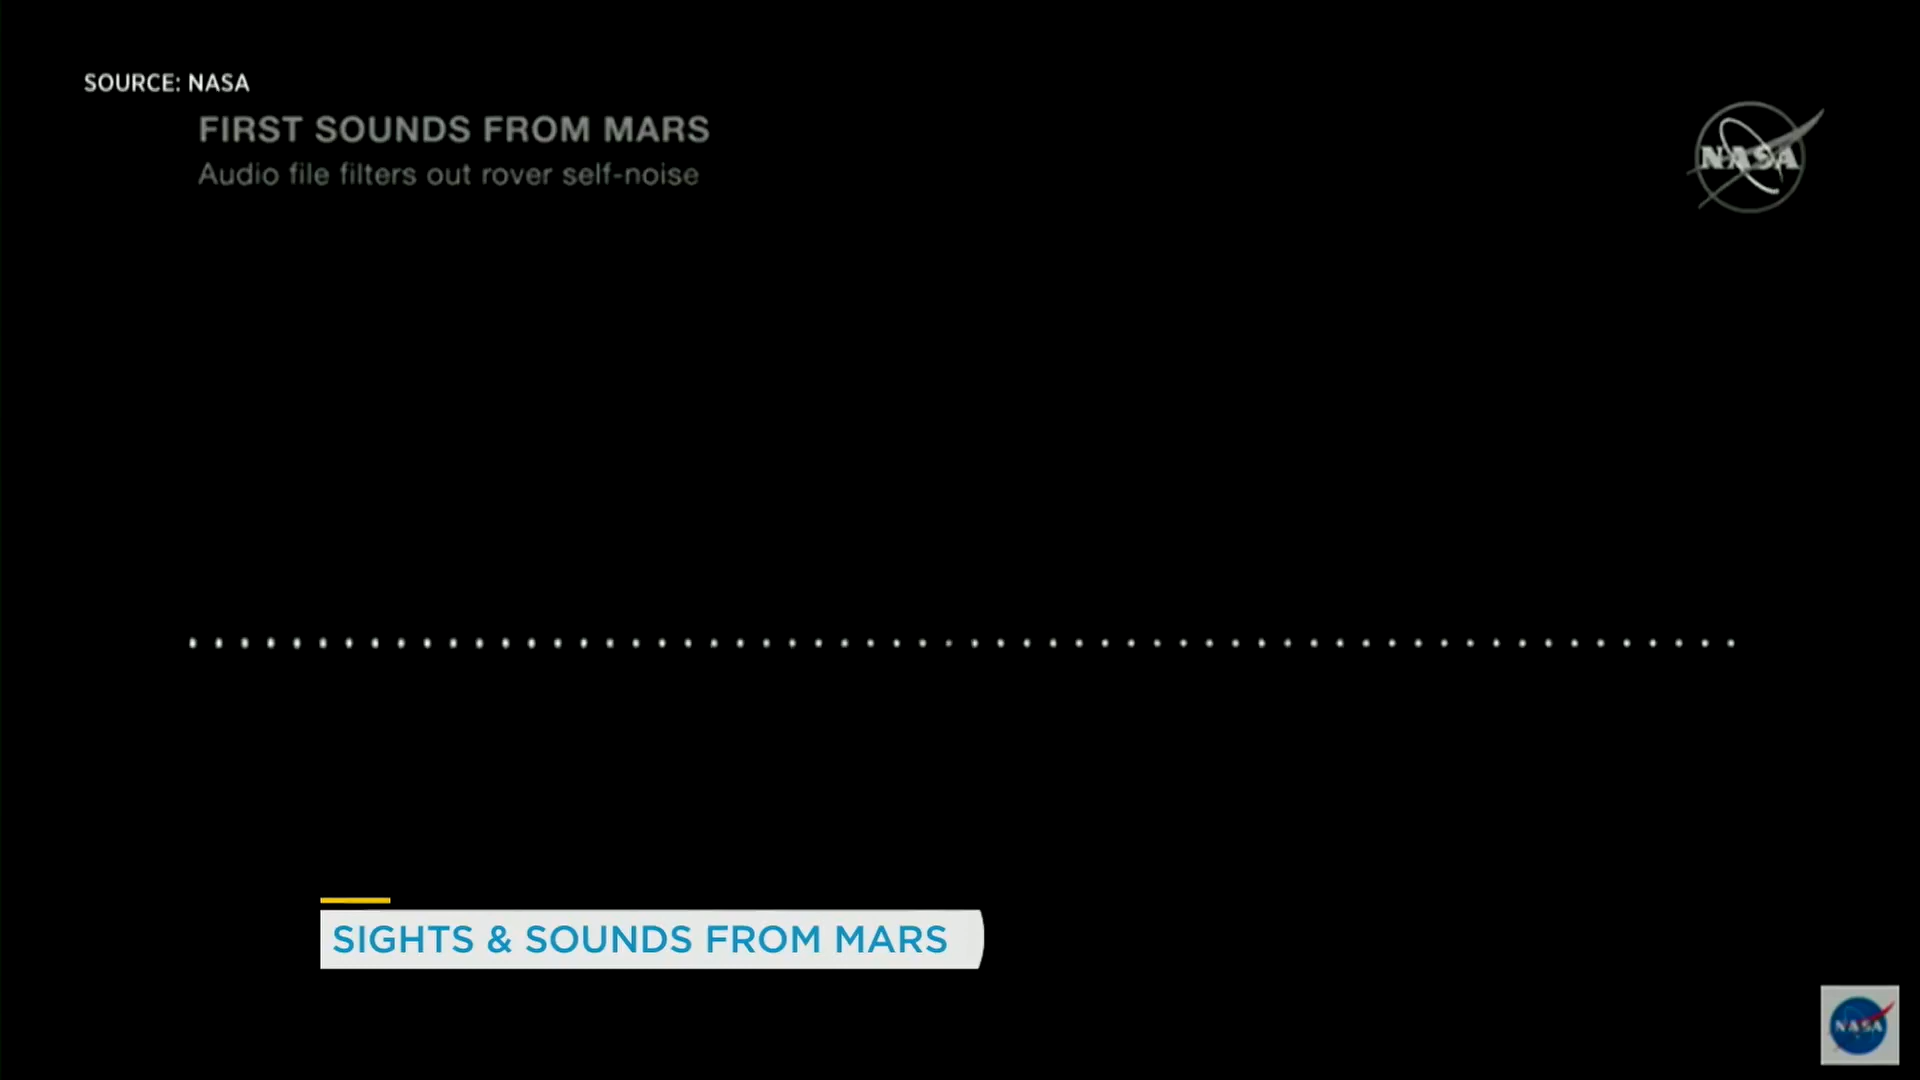 SOURCE: NASA
FIRST SOUNDS FROM MARS
Audio file filters out rover self-noise
NASA
SIGHTS & SOUNDS FROM MARS
NASA